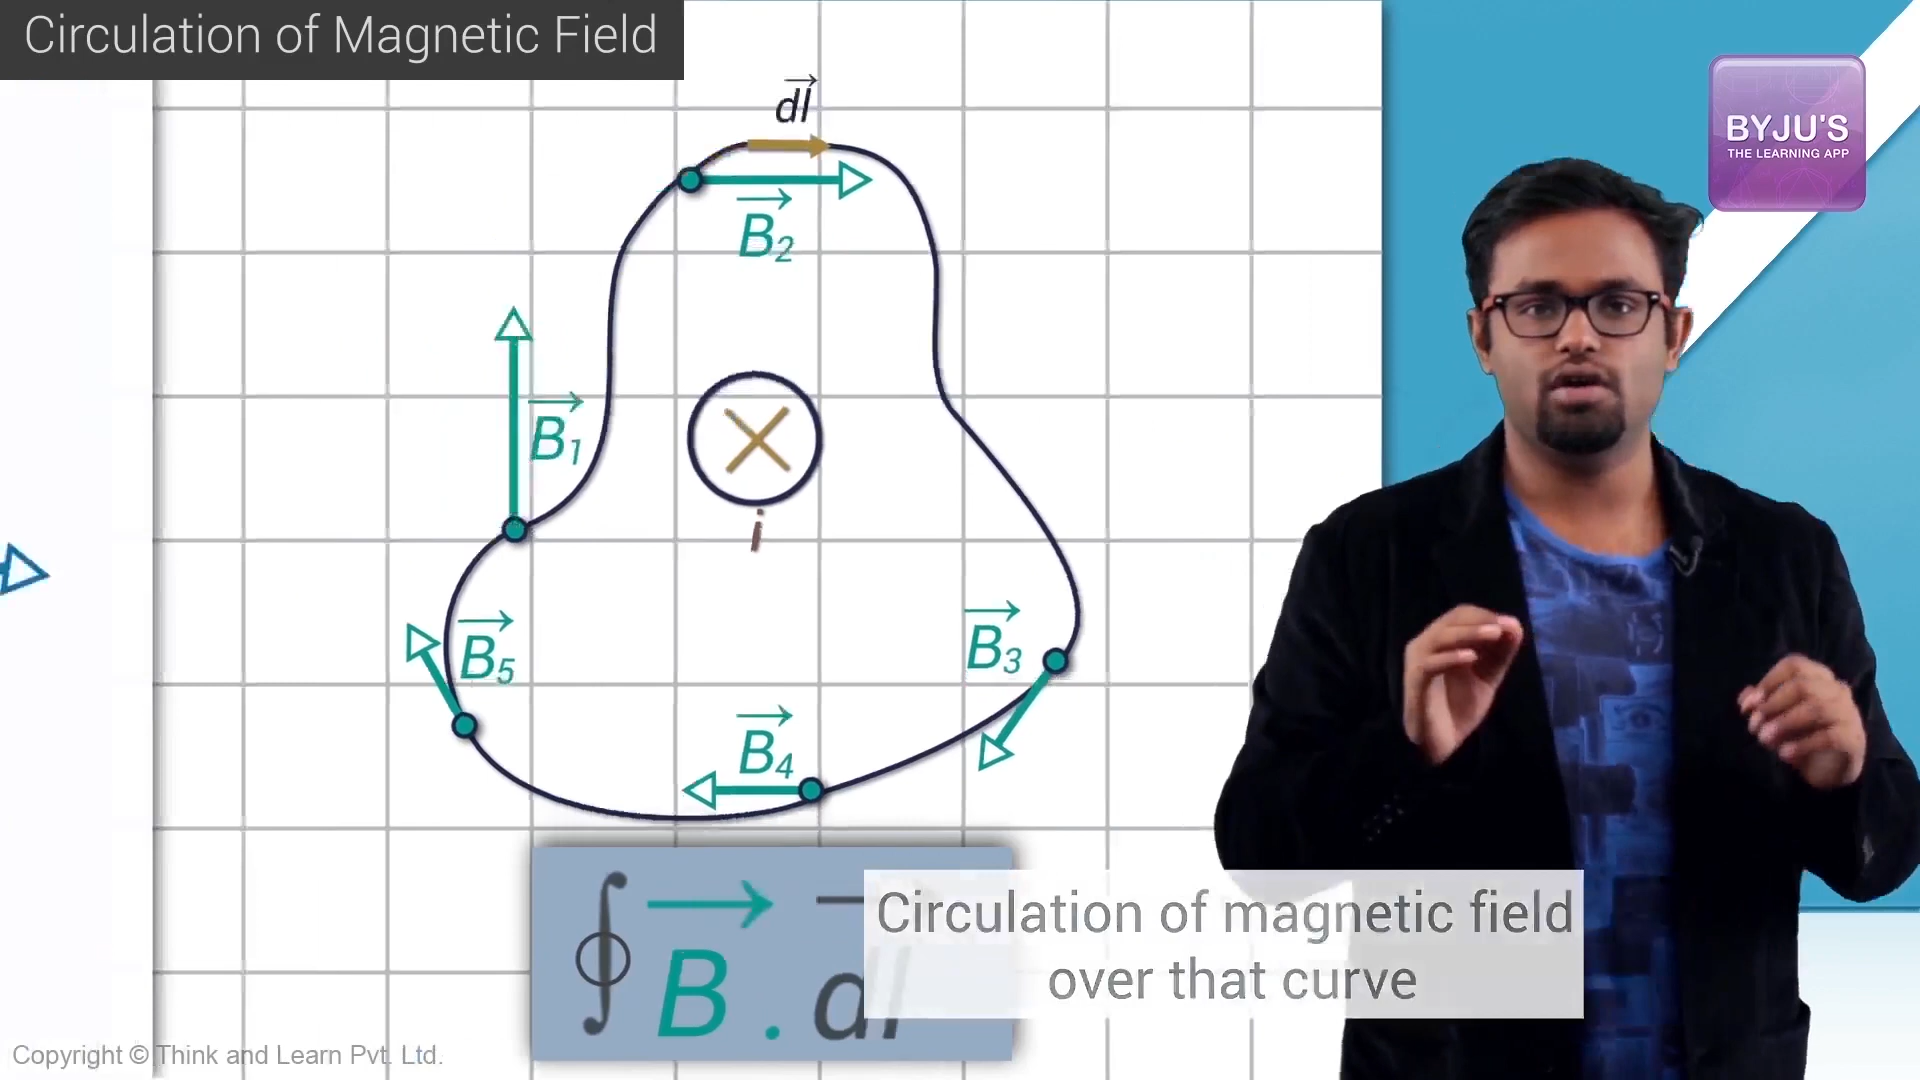 Circulation of Magnetic Field
dl
B2
B1
i
B5
B3
B4
∮ B . dl
Circulation of magnetic field
over that curve
BYJU'S
THE LEARNING APP
Copyright © Think and Learn Pvt. Ltd.